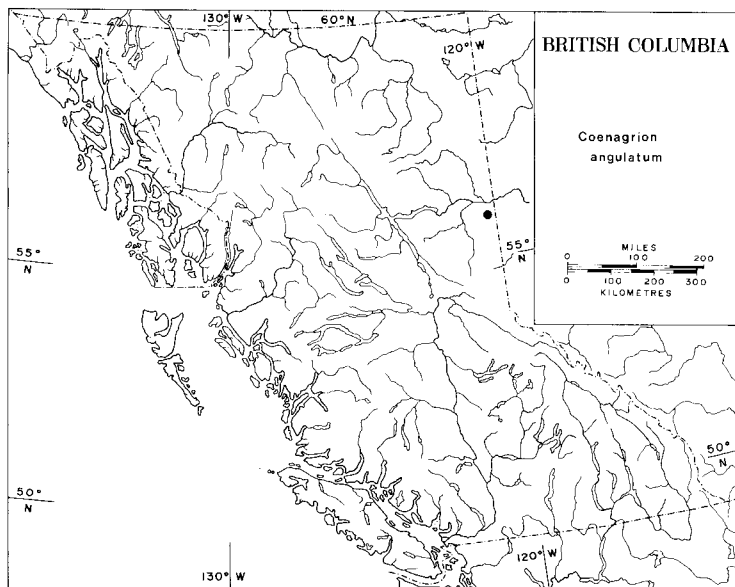 130° W
60° N
120° W
BRITISH COLUMBIA
Coenagrion
angulatum
55°
N
55°
N
MILES
0 100 200
0 100 200 300
KILOMETRES
50°
N
50°
N
120° W
130° W